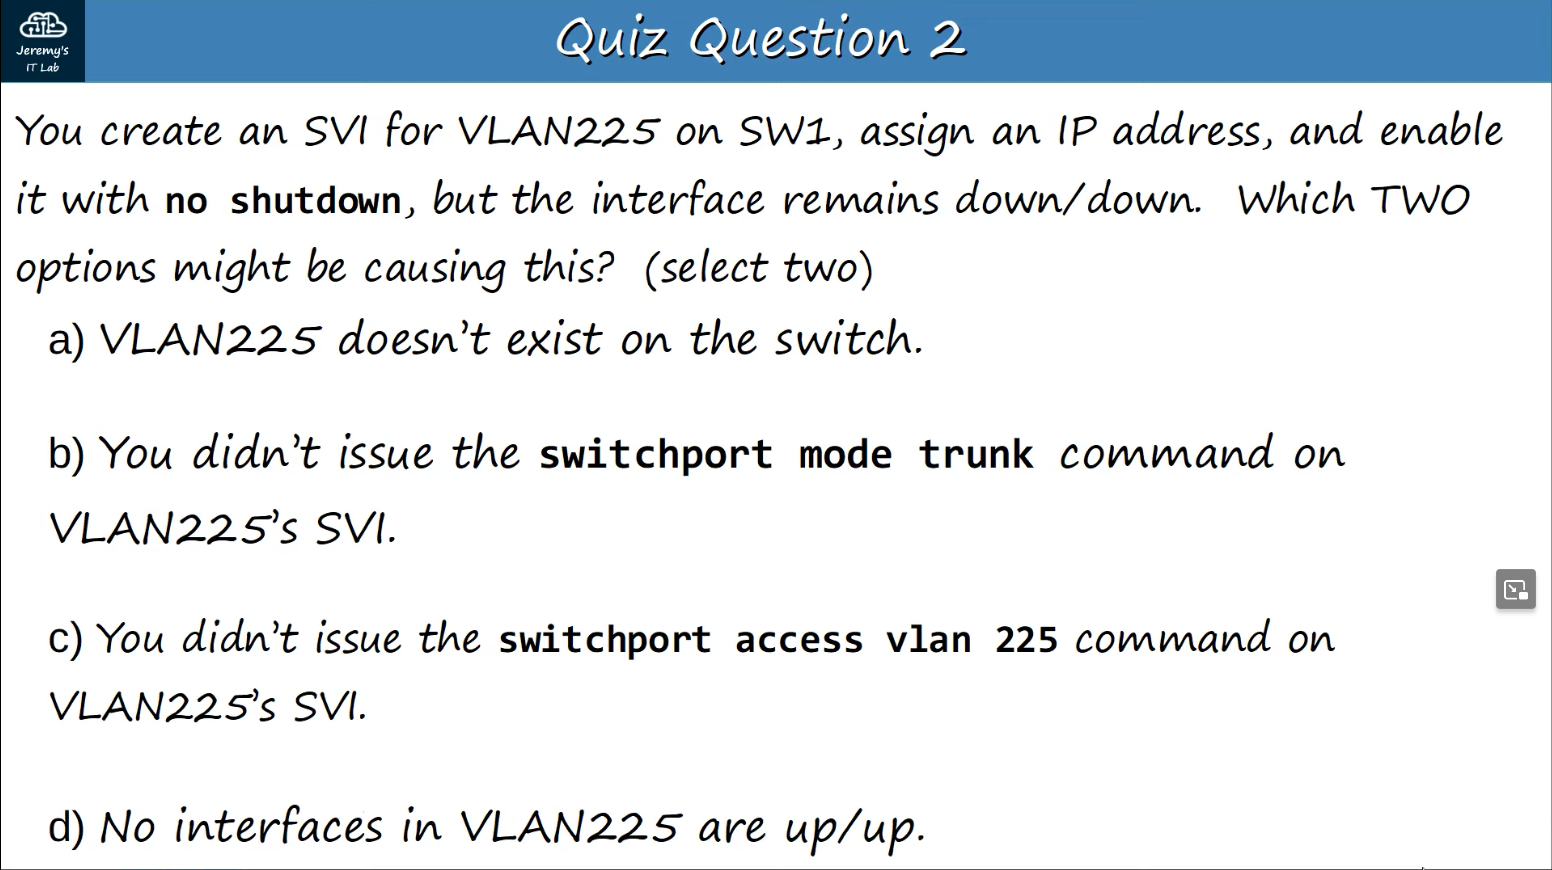 Jeremy's
IT Lab
Quiz Question 2
You create an SVI for VLAN225 on SW1, assign an IP address, and enable
it with no shutdown, but the interface remains down/down. Which TWO
options might be causing this? (select two)
a) VLAN225 doesn't exist on the switch.
b) You didn't issue the switchport mode trunk command on
VLAN225's SVI.
c) You didn't issue the switchport access vlan 225 command on
VLAN225's SVI.
d) No interfaces in VLAN225 are up/up.